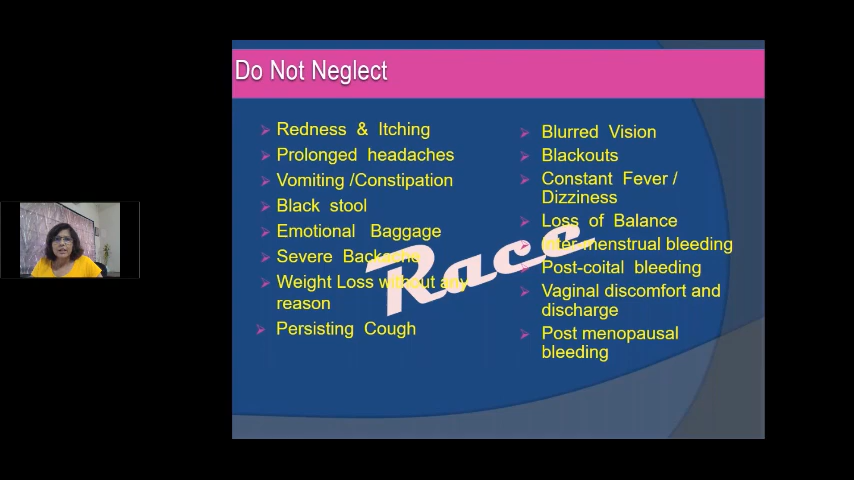 Do Not Neglect
Redness & Itching
Prolonged headaches
Vomiting /Constipation
Black stool
Emotional Baggage
Severe Backache
Weight Loss without any
reason
Persisting Cough
Blurred Vision
Blackouts
Constant Fever /
Dizziness
Loss of Balance
Inter-menstrual bleeding
Post-coital bleeding
Vaginal discomfort and
discharge
Post menopausal
bleeding
Race